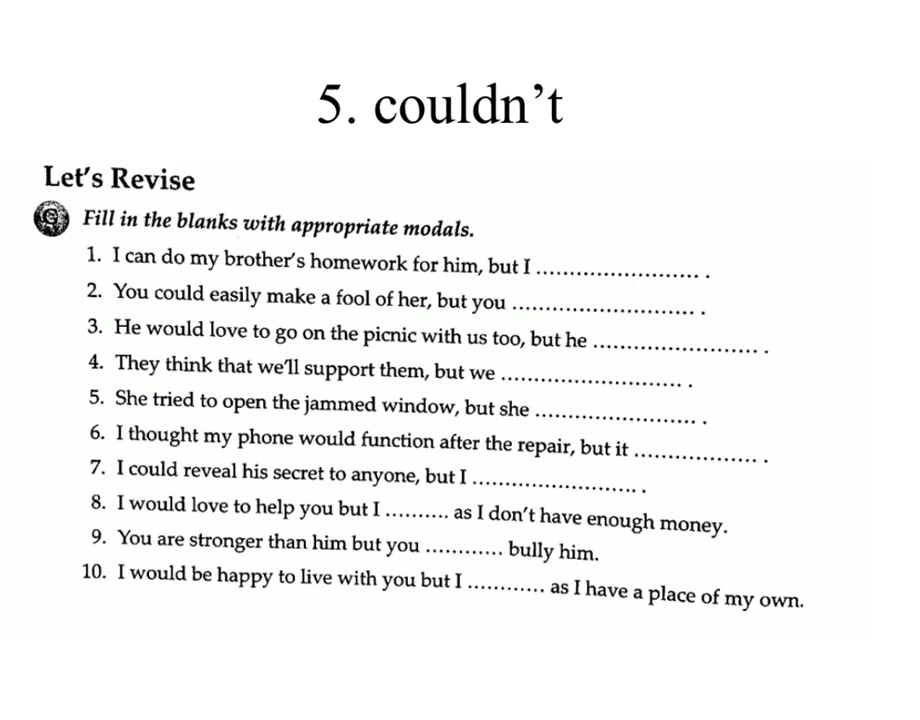 5. couldn’t
Let's Revise
Fill in the blanks with appropriate modals.
1. I can do my brother's homework for him, but I .......................... .
2. You could easily make a fool of her, but you ............................. .
3. He would love to go on the picnic with us too, but he .......................... .
4. They think that we'll support them, but we ............................. .
5. She tried to open the jammed window, but she ......................... .
6. I thought my phone would function after the repair, but it ................... .
7. I could reveal his secret to anyone, but I .......................... .
8. I would love to help you but I .......... as I don't have enough money.
9. You are stronger than him but you ............ bully him.
10. I would be happy to live with you but I ............ as I have a place of my own.